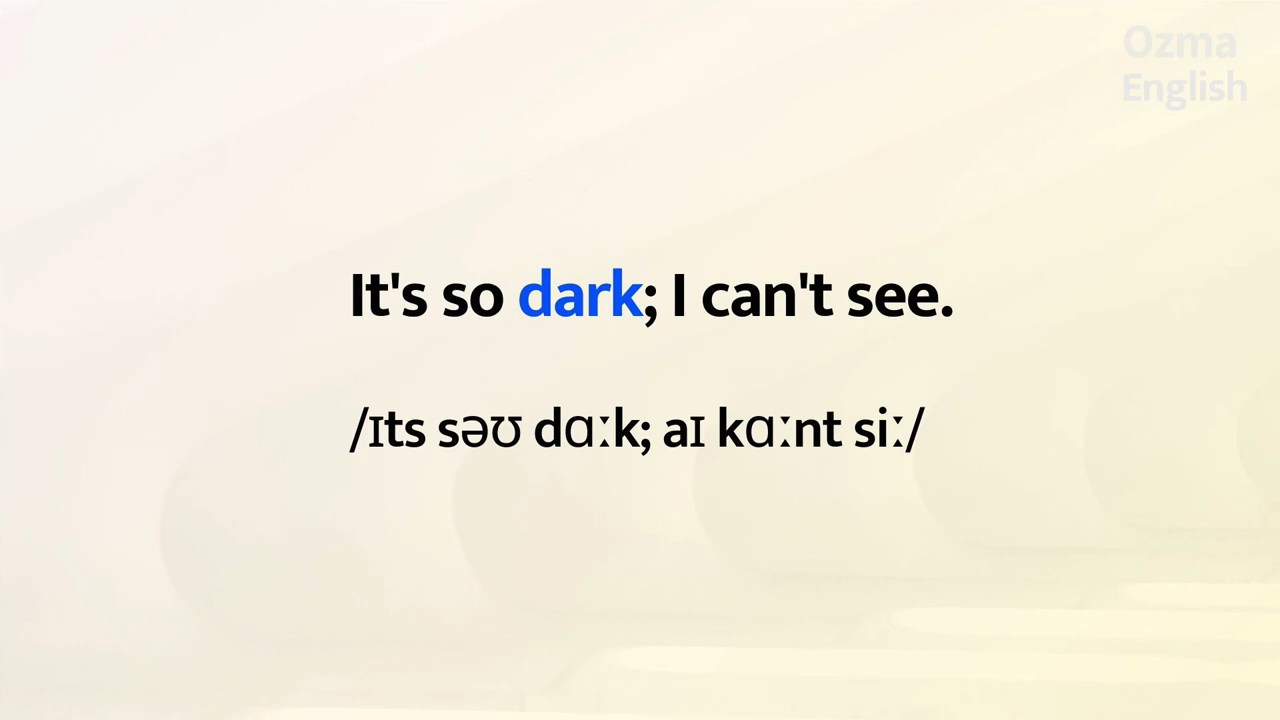 Ozma
English
It's so dark; I can't see.
/ɪts səʊ dɑːk; aɪ kɑːnt siː/